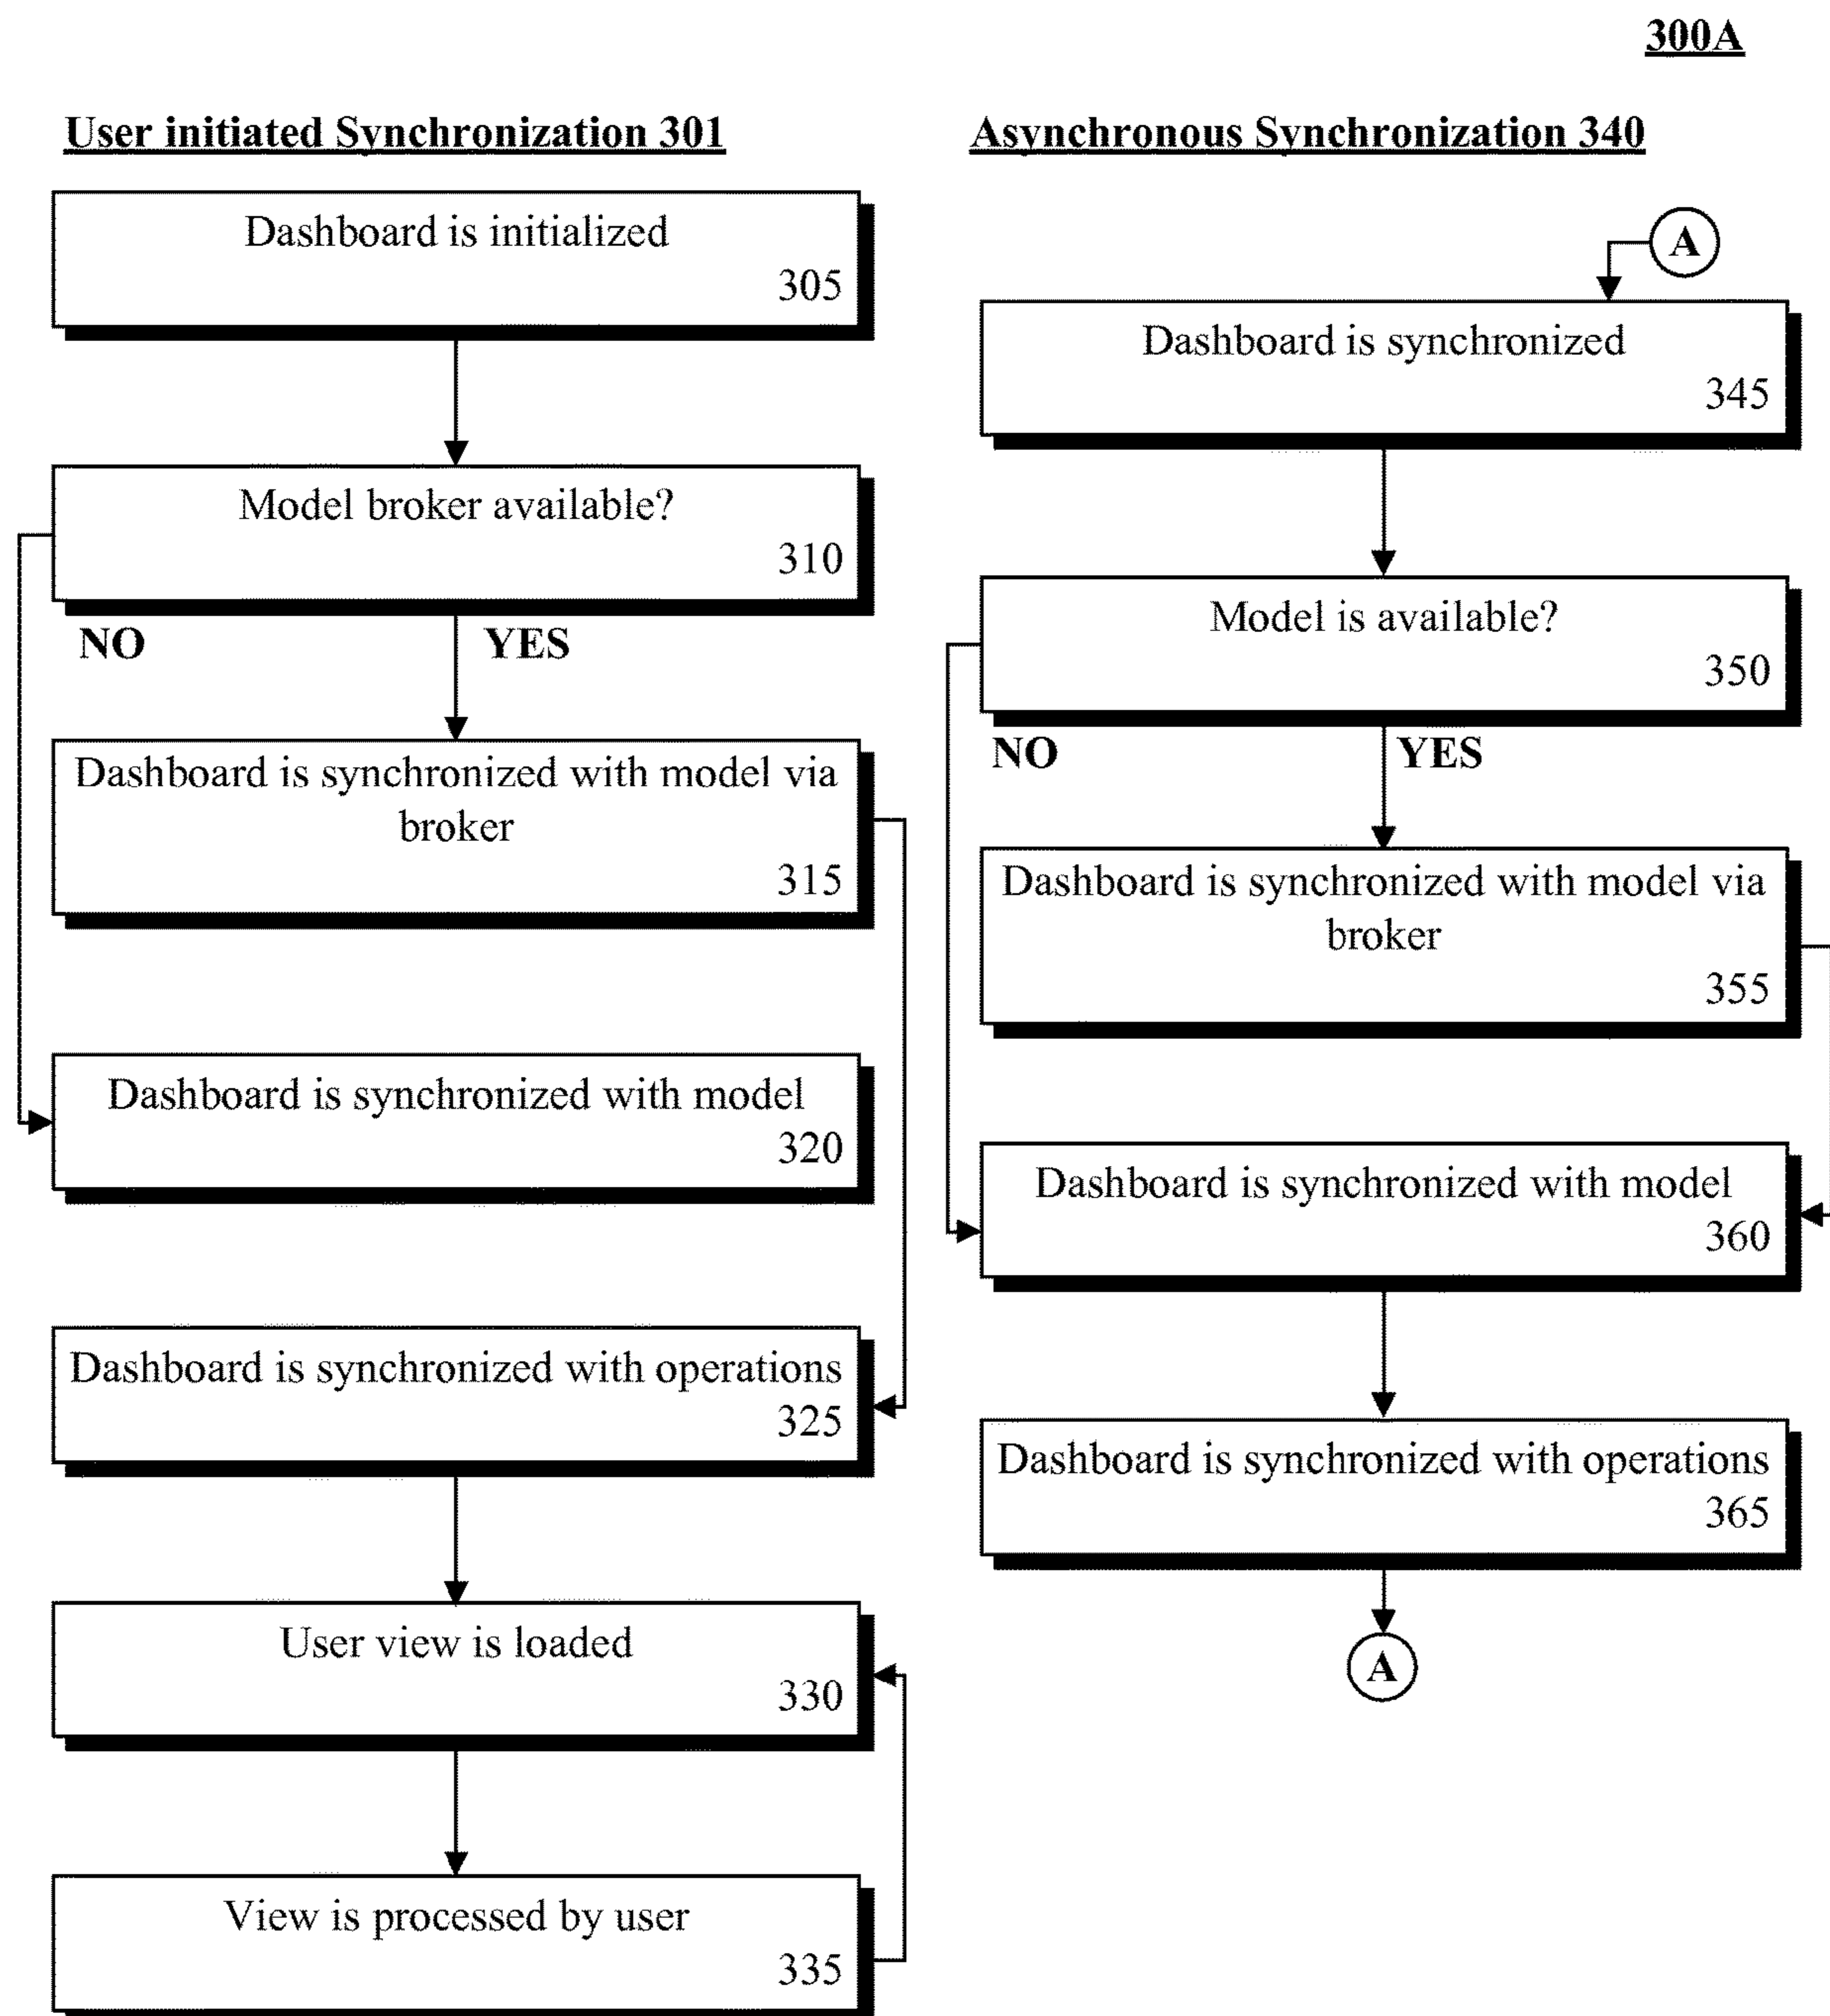 300A
User initiated Synchronization 301
Dashboard is initialized
305
Model broker available?
310
NO
YES
Dashboard is synchronized with model via
broker
315
Dashboard is synchronized with model
320
Dashboard is synchronized with operations
325
User view is loaded
330
View is processed by user
335
Asynchronous Synchronization 340
A
Dashboard is synchronized
345
Model is available?
350
NO
YES
Dashboard is synchronized with model via
broker
355
Dashboard is synchronized with model
360
Dashboard is synchronized with operations
365
A